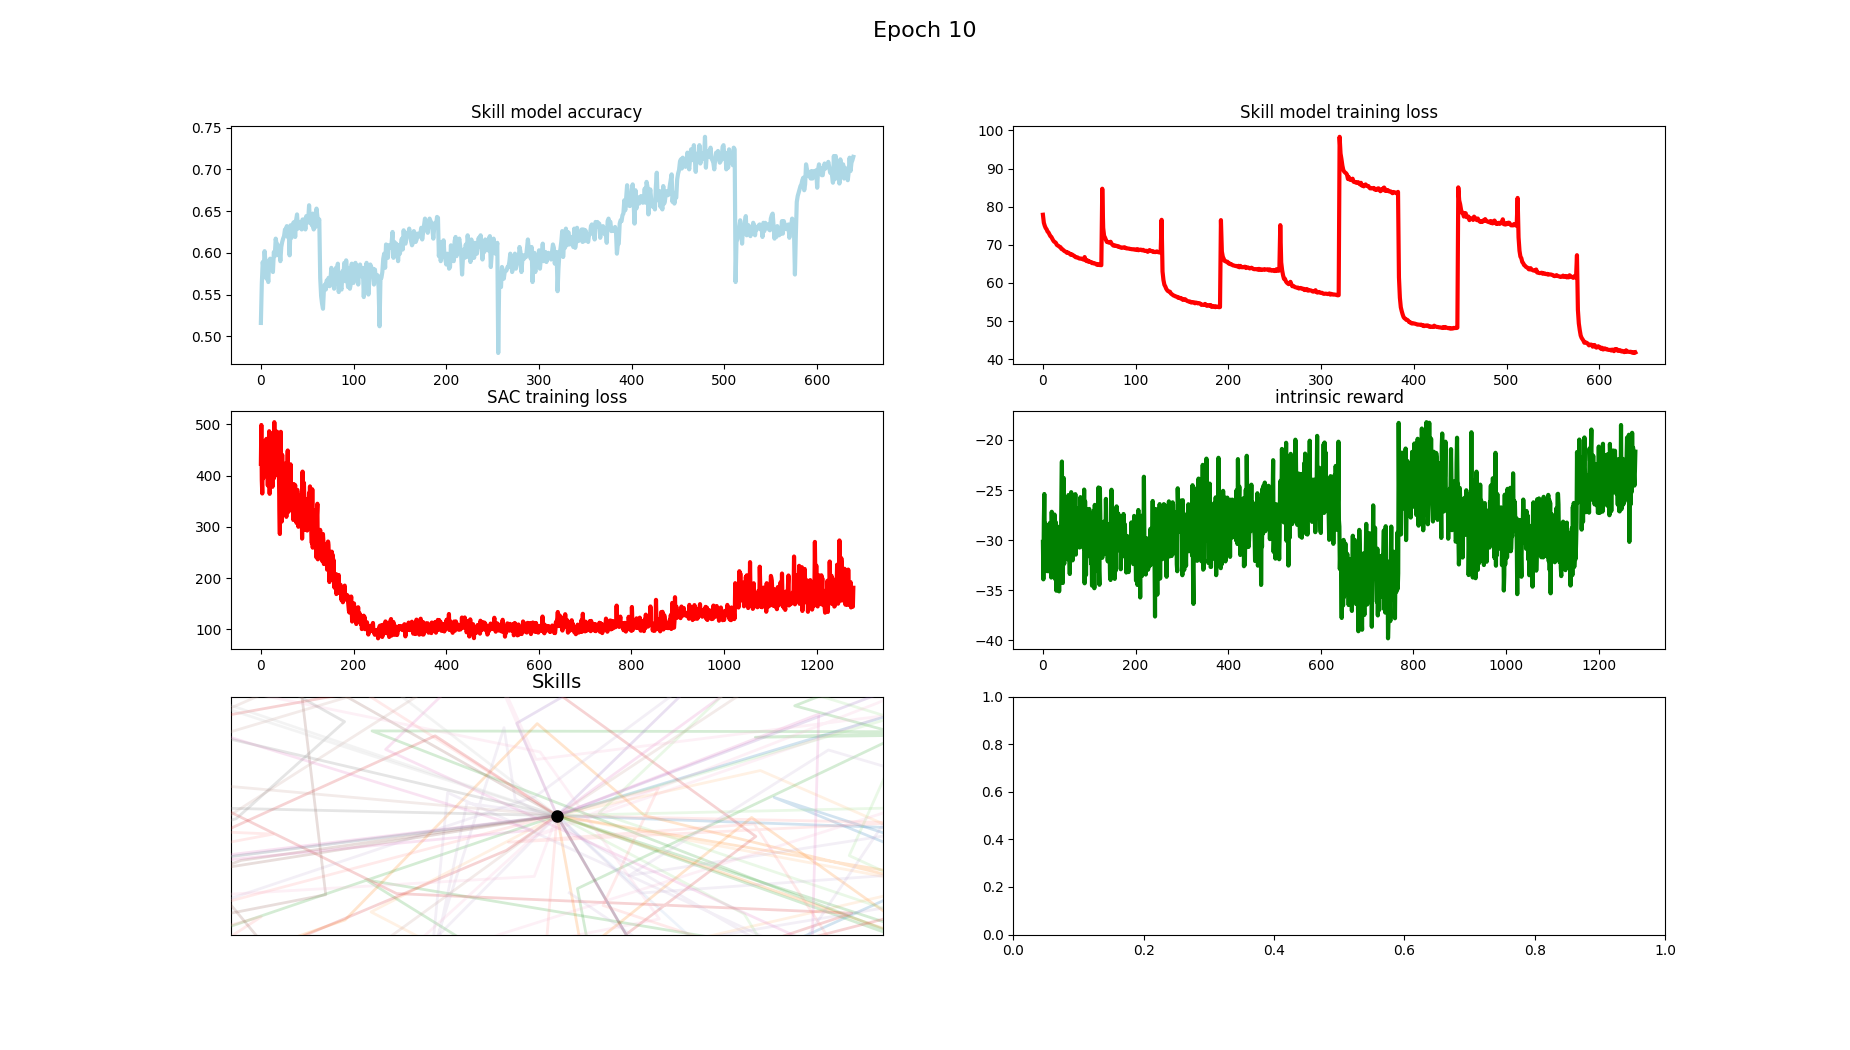 Epoch 10
Skill model accuracy
0.75
0.70
0.65
0.60
0.55
0.50
0 100 200 300 400 500 600
Skill model training loss
100
90
80
70
60
50
40
0 100 200 300 400 500 600
SAC training loss
500
400
300
200
100
0 200 400 600 800 1000 1200
intrinsic reward
−20
−25
−30
−35
−40
0 200 400 600 800 1000 1200
Skills
1.0
0.8
0.6
0.4
0.2
0.0
0.0 0.2 0.4 0.6 0.8 1.0